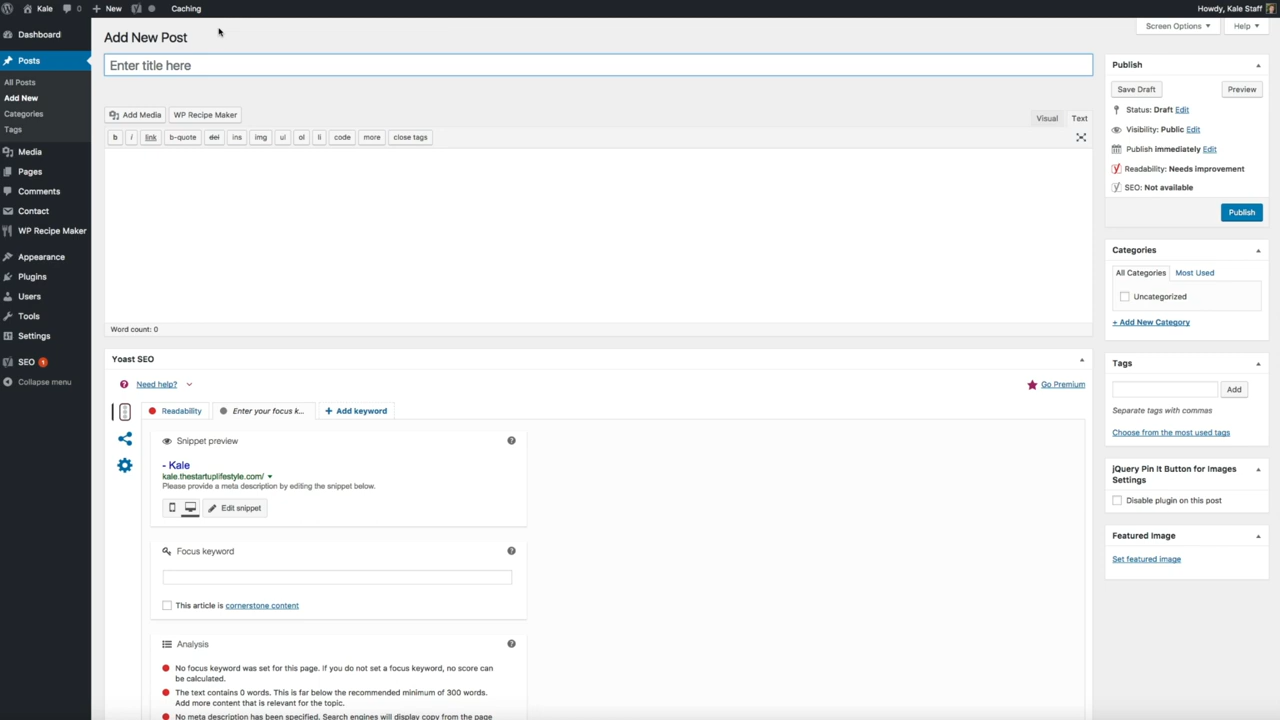 Kale
0
New
Caching
Howdy, Kale Staff
Dashboard
Posts
All Posts
Add New
Categories
Tags
Media
Pages
Comments
Contact
WP Recipe Maker
Appearance
Plugins
Users
Tools
Settings
SEO 1
Collapse menu
Screen Options
Help
Add New Post
Enter title here
Add Media
WP Recipe Maker
Visual
Text
b
i
link
b-quote
del
ins
img
ul
ol
li
code
more
close tags
Word count: 0
Yoast SEO
Need help?
Go Premium
Readability
Enter your focus k...
Add keyword
Snippet preview
- Kale
kale.thestartuplifestyle.com/
Please provide a meta description by editing the snippet below.
Edit snippet
Focus keyword
This article is cornerstone content
Analysis
No focus keyword was set for this page. If you do not set a focus keyword, no score can
be calculated.
The text contains 0 words. This is far below the recommended minimum of 300 words.
Add more content that is relevant for the topic.
No meta description has been specified. Search engines will display copy from the page
Publish
Save Draft
Preview
Status: Draft Edit
Visibility: Public Edit
Publish immediately Edit
Readability: Needs improvement
SEO: Not available
Publish
Categories
All Categories
Most Used
Uncategorized
+ Add New Category
Tags
Add
Separate tags with commas
Choose from the most used tags
jQuery Pin It Button for Images
Settings
Disable plugin on this post
Featured Image
Set featured image